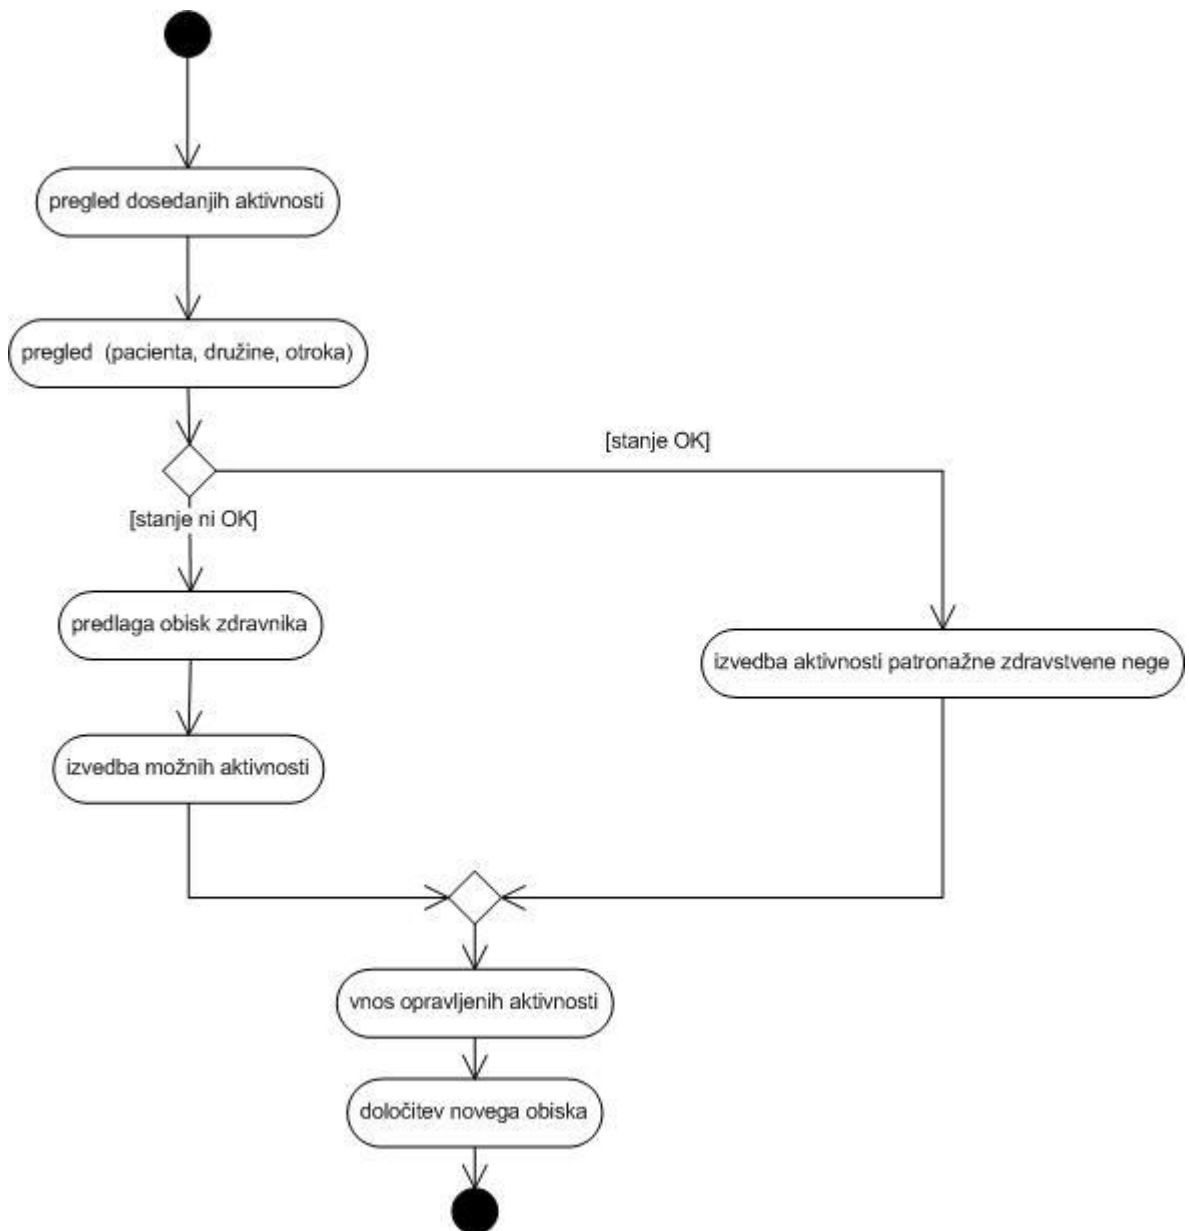 pregled dosedanjih aktivnosti
pregled (pacienta, družine, otroka)
[stanje OK]
[stanje ni OK]
predlaga obisk zdravnika
izvedba aktivnosti patronažne zdravstvene nege
izvedba možnih aktivnosti
vnos opravljenih aktivnosti
določitev novega obiska